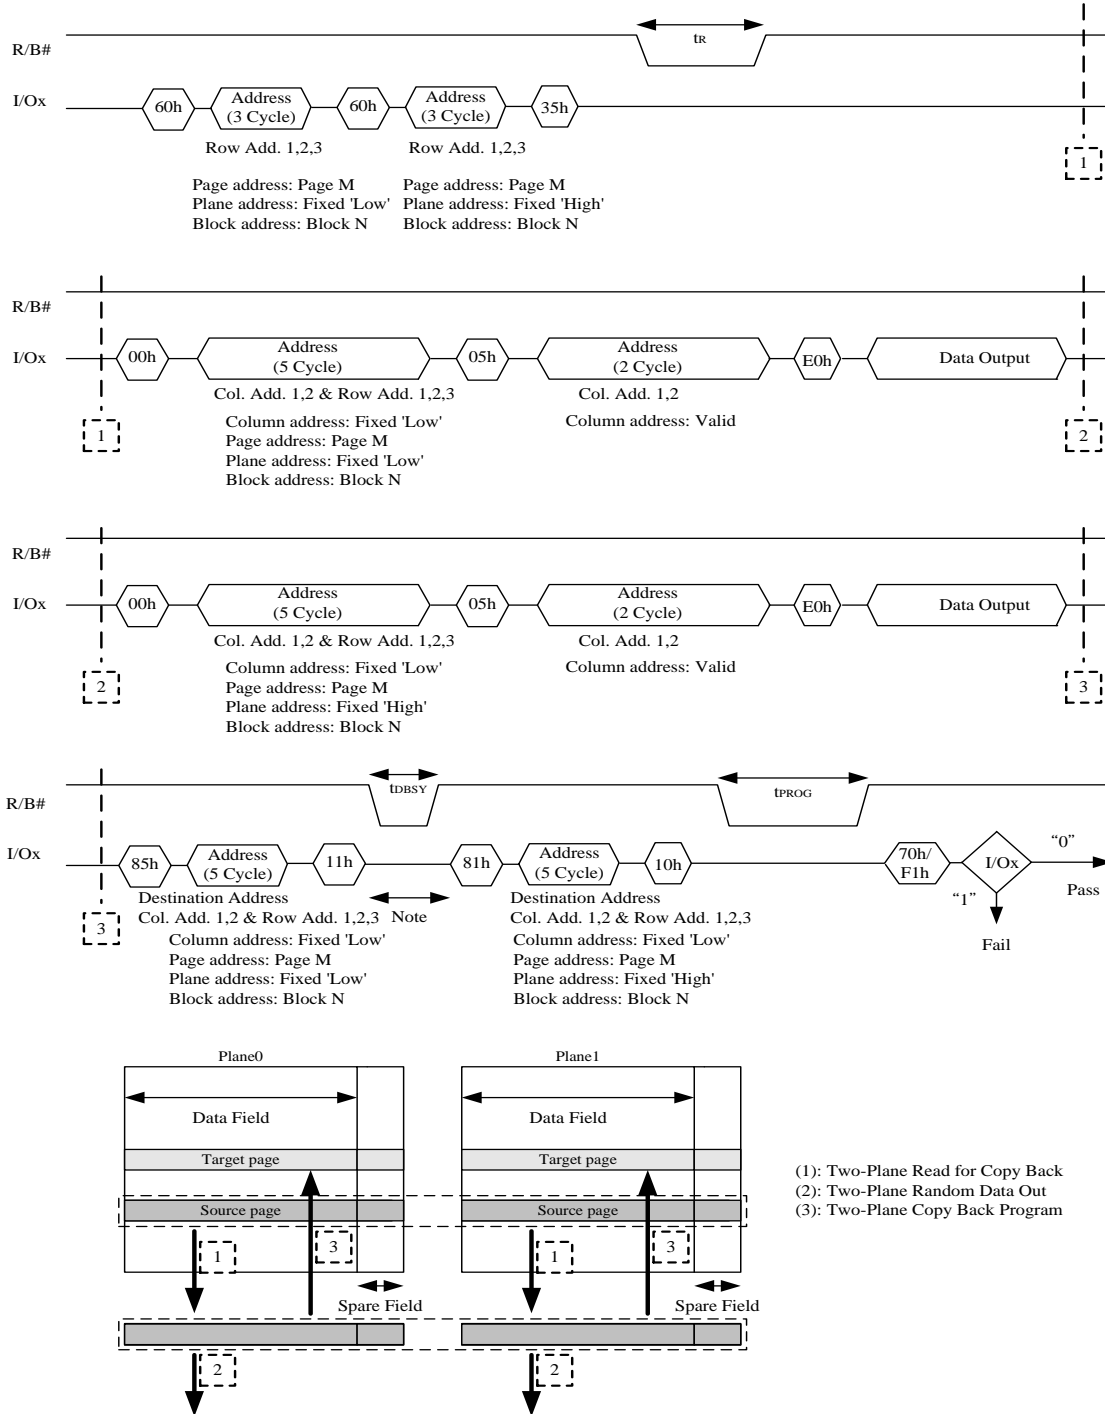 tR
R/B#
I/Ox
60h Address (3 Cycle) 60h Address (3 Cycle) 35h
Row Add. 1,2,3 Row Add. 1,2,3
1
Page address: Page M Page address: Page M
Plane address: Fixed 'Low' Plane address: Fixed 'High'
Block address: Block N Block address: Block N
R/B#
I/Ox
00h Address (5 Cycle) 05h Address (2 Cycle) E0h Data Output
Col. Add. 1,2 & Row Add. 1,2,3 Col. Add. 1,2
Column address: Fixed 'Low' Column address: Valid
1 2
Page address: Page M
Plane address: Fixed 'Low'
Block address: Block N
R/B#
I/Ox
00h Address (5 Cycle) 05h Address (2 Cycle) E0h Data Output
Col. Add. 1,2 & Row Add. 1,2,3 Col. Add. 1,2
Column address: Fixed 'Low' Column address: Valid
2 3
Page address: Page M
Plane address: Fixed 'High'
Block address: Block N
tDBSY tPROG
R/B#
I/Ox
85h Address (5 Cycle) 11h 81h Address (5 Cycle) 10h 70h/ F1h I/Ox “0”
“1” Pass
Fail
Destination Address Destination Address
Col. Add. 1,2 & Row Add. 1,2,3 Note Col. Add. 1,2 & Row Add. 1,2,3
3
Column address: Fixed 'Low' Column address: Fixed 'Low'
Page address: Page M Page address: Page M
Plane address: Fixed 'Low' Plane address: Fixed 'High'
Block address: Block N Block address: Block N
Plane0 Plane1
Data Field Data Field
Target page Target page
Source page Source page
1 3 1 3
Spare Field Spare Field
2 2
(1): Two-Plane Read for Copy Back
(2): Two-Plane Random Data Out
(3): Two-Plane Copy Back Program